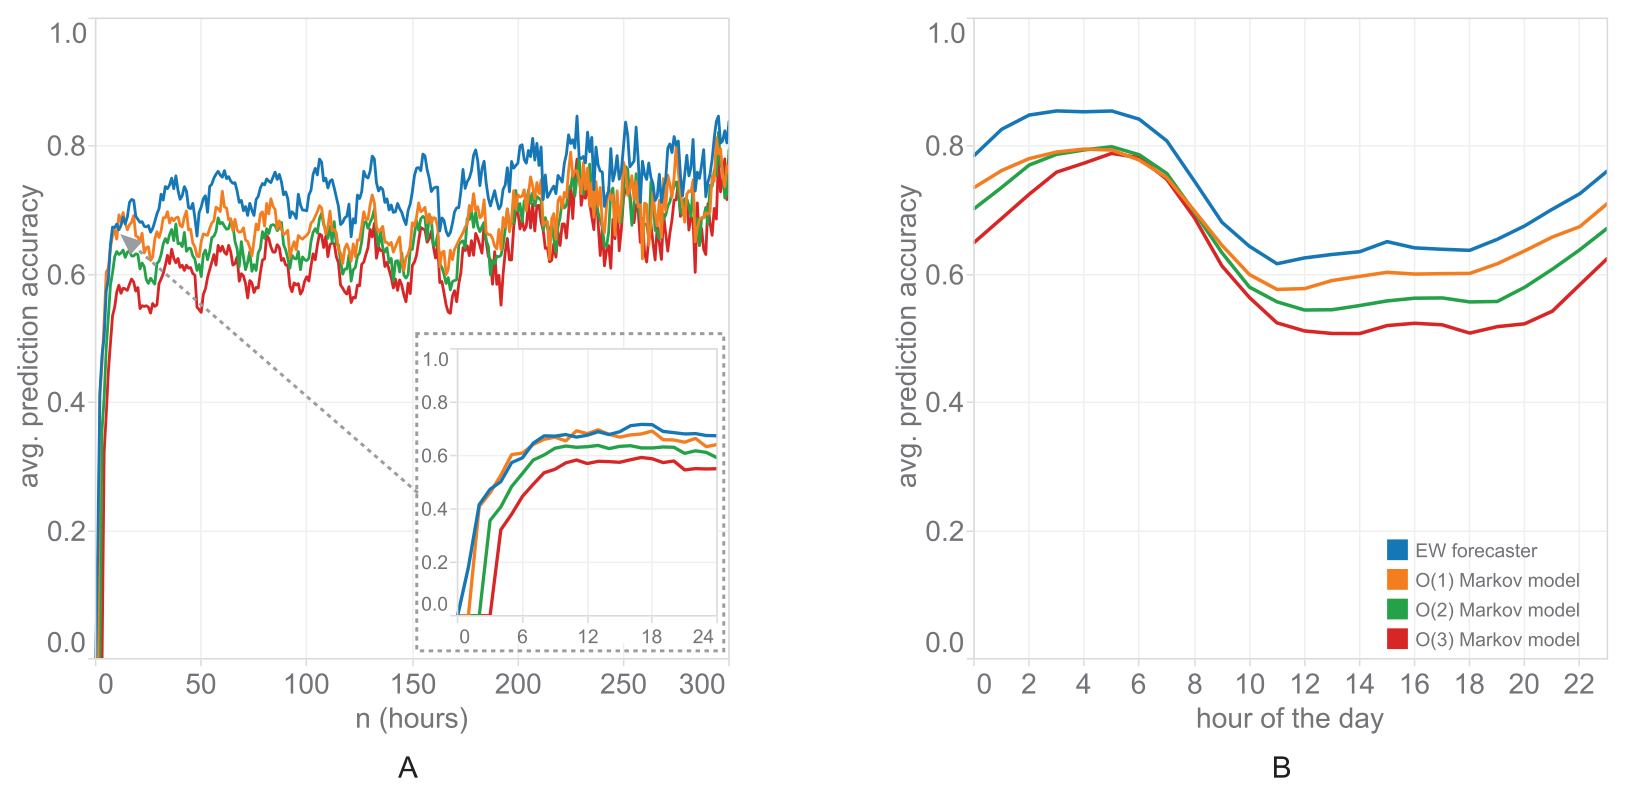 1.0
0.8
0.6
0.4
0.2
0.0
avg. prediction accuracy
0 50 100 150 200 250 300
n (hours)
1.0
0.8
0.6
0.4
0.2
0.0
0 6 12 18 24
A
1.0
0.8
0.6
0.4
0.2
0.0
avg. prediction accuracy
EW forecaster
O(1) Markov model
O(2) Markov model
O(3) Markov model
0 2 4 6 8 10 12 14 16 18 20 22
hour of the day
B